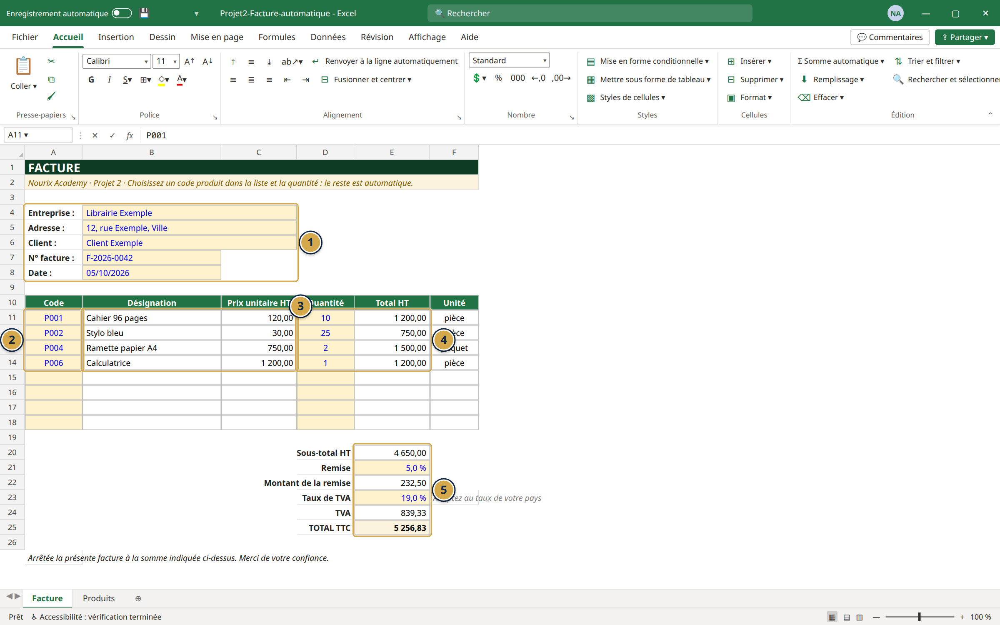 Enregistrement automatique Projet2-Facture-automatique - Excel Rechercher NA
Fichier Accueil Insertion Dessin Mise en page Formules Données Révision Affichage Aide Commentaires Partager
Calibri 11 Renvoyer à la ligne automatiquement Standard Mise en forme conditionnelle Insérer Σ Somme automatique Trier et filtrer
Coller G I S A ab Fusionner et centrer % 000 ←,0 ,00→ Mettre sous forme de tableau Supprimer Remplissage Rechercher et sélectionner
Styles de cellules Format Effacer
Presse-papiers Police Alignement Nombre Styles Cellules Édition
A11 fx P001
A B C D E F
1 FACTURE
2 Nourix Academy · Projet 2 · Choisissez un code produit dans la liste et la quantité : le reste est automatique.
3
4 Entreprise : Librairie Exemple
5 Adresse : 12, rue Exemple, Ville
6 Client : Client Exemple 1
7 N° facture : F-2026-0042
8 Date : 05/10/2026
9
10 Code Désignation Prix unitaire HT 3 Total HT Unité
11 P001 Cahier 96 pages 120,00 10 1 200,00 pièce
2 P002 Stylo bleu 30,00 25 750,00 4
P004 Ramette papier A4 750,00 2 1 500,00
14 P006 Calculatrice 1 200,00 1 1 200,00 pièce
15
16
17
18
19
20 Sous-total HT 4 650,00
21 Remise 5,0 %
22 Montant de la remise 232,50 5
23 Taux de TVA 19,0 % au taux de votre pays
24 TVA 839,33
25 TOTAL TTC 5 256,83
26
Arrêtée la présente facture à la somme indiquée ci-dessus. Merci de votre confiance.
Facture Produits
Prêt Accessibilité : vérification terminée — + 100 %